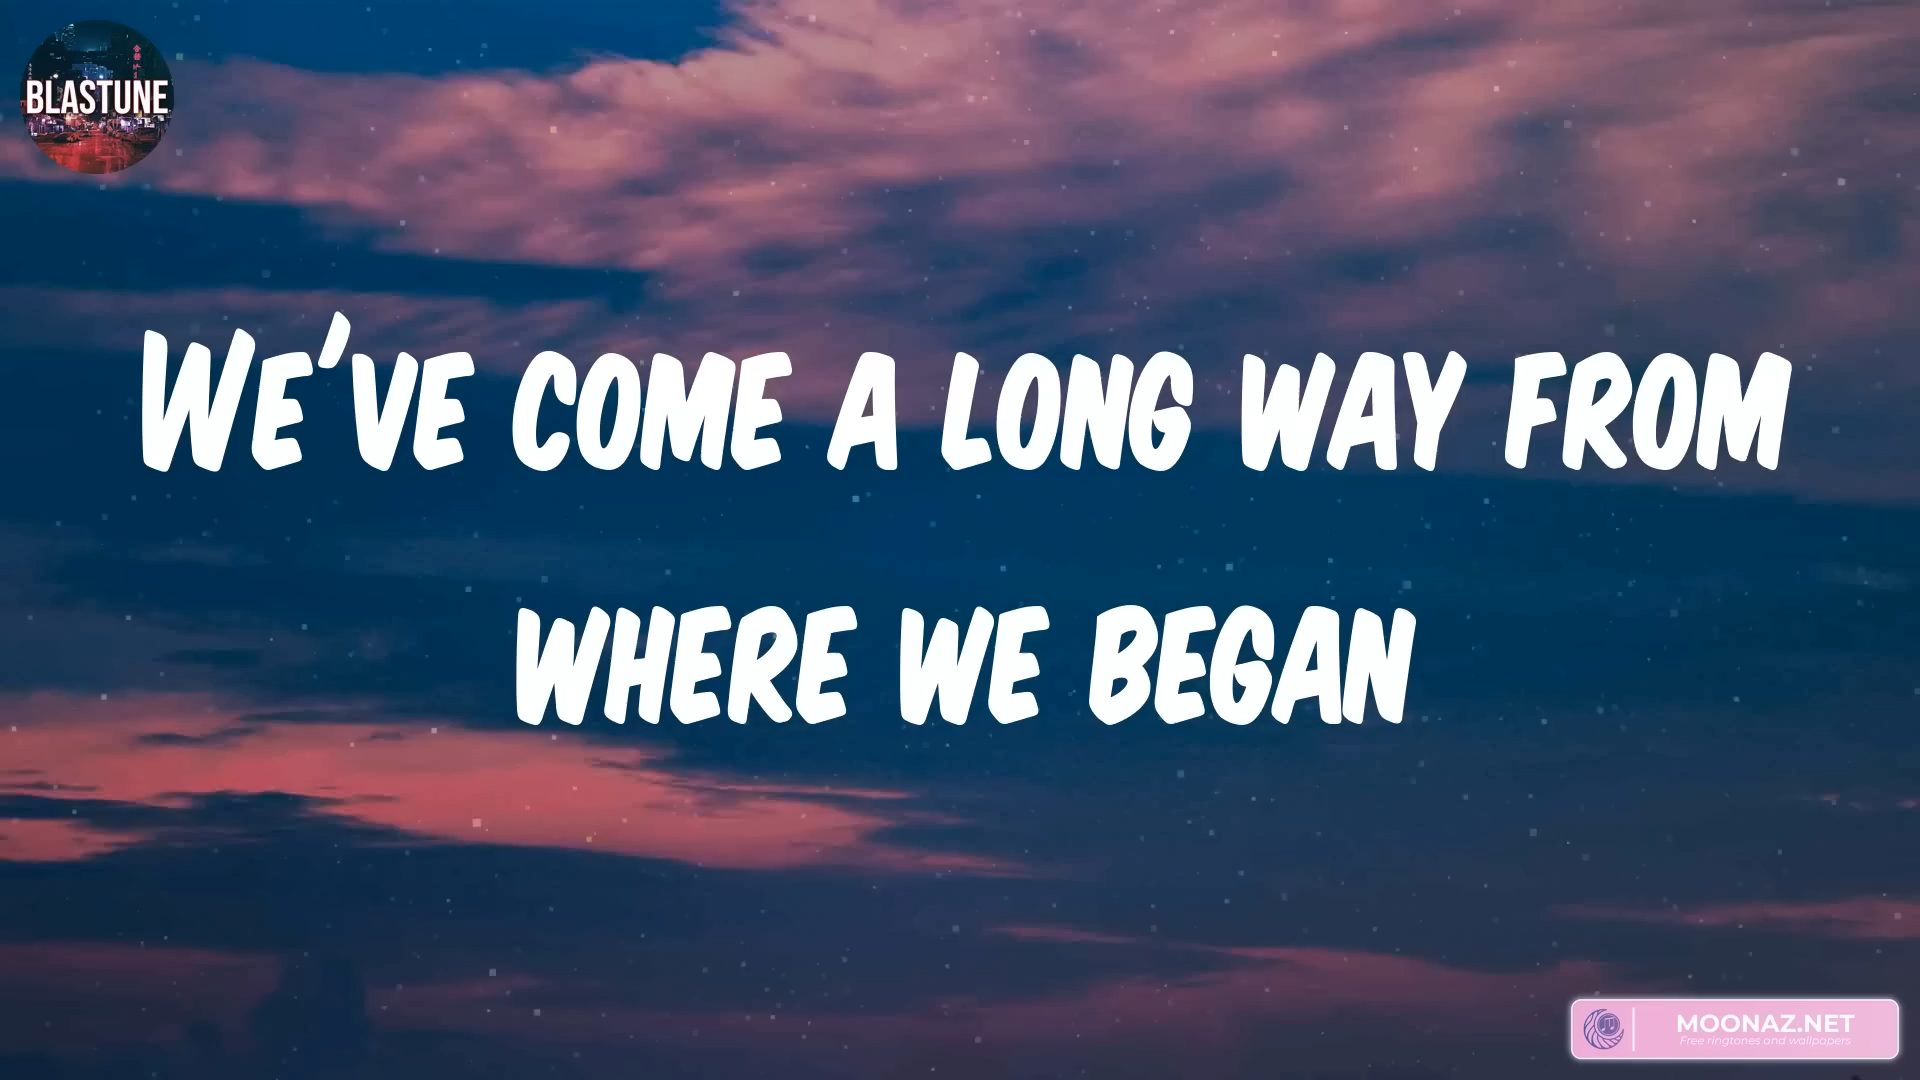 BLASTUNE
We've come a long way from
where we began
MOONAZ.NET
Free ringtones and wallpapers